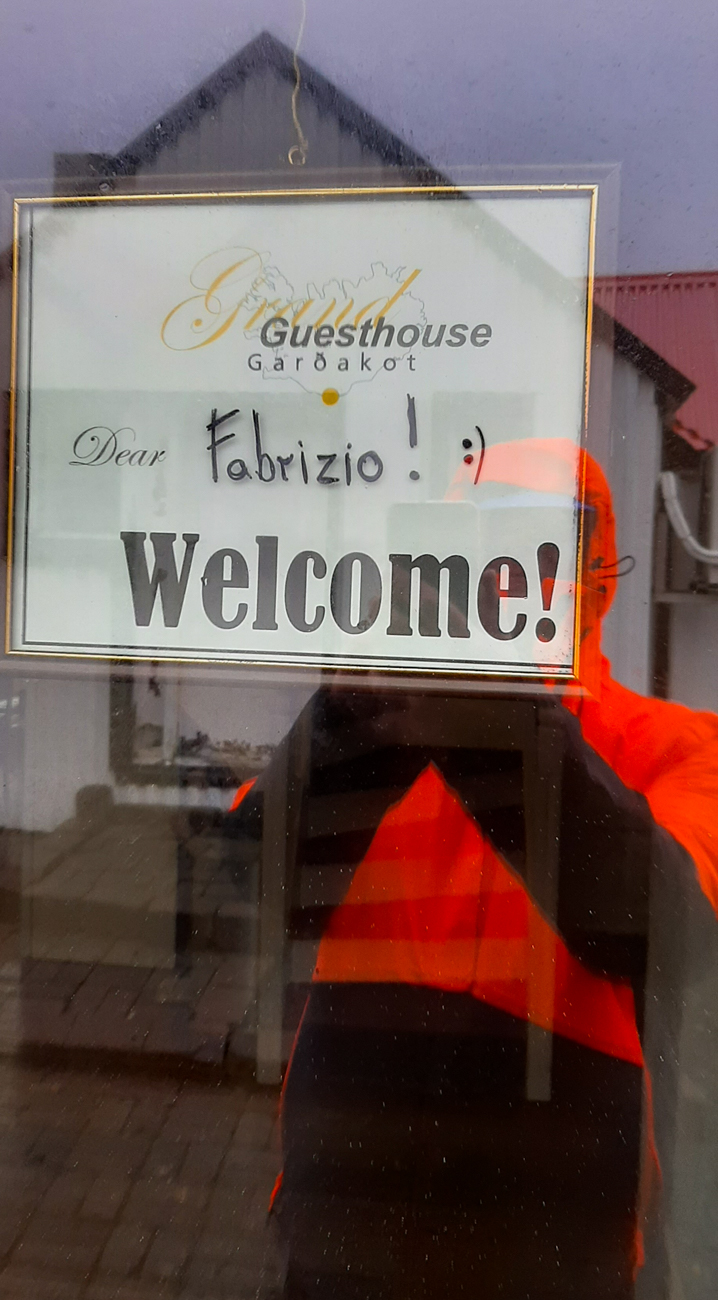 Grand
Guesthouse
Garðakot
Dear Fabrizio! :)
Welcome!